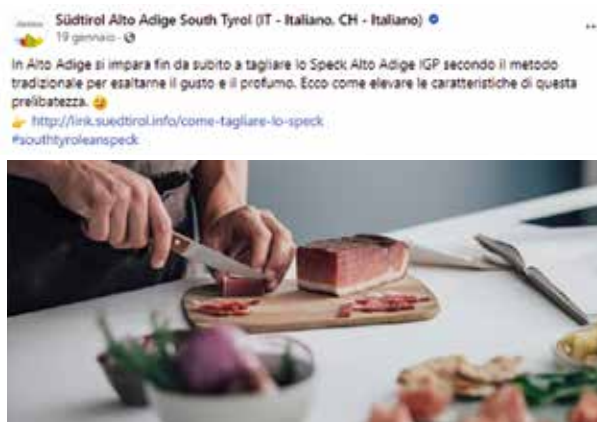 Südtirol Alto Adige South Tyrol (IT - Italiano, CH - Italiano)
19 gennaio ·
In Alto Adige si impara fin da subito a tagliare lo Speck Alto Adige IGP secondo il metodo
tradizionale per esaltarne il gusto e il profumo. Ecco come elevare le caratteristiche di questa
prelibatezza. 😋
👉 http://link.suedtirol.info/come-tagliare-lo-speck
#southtyroleanspeck